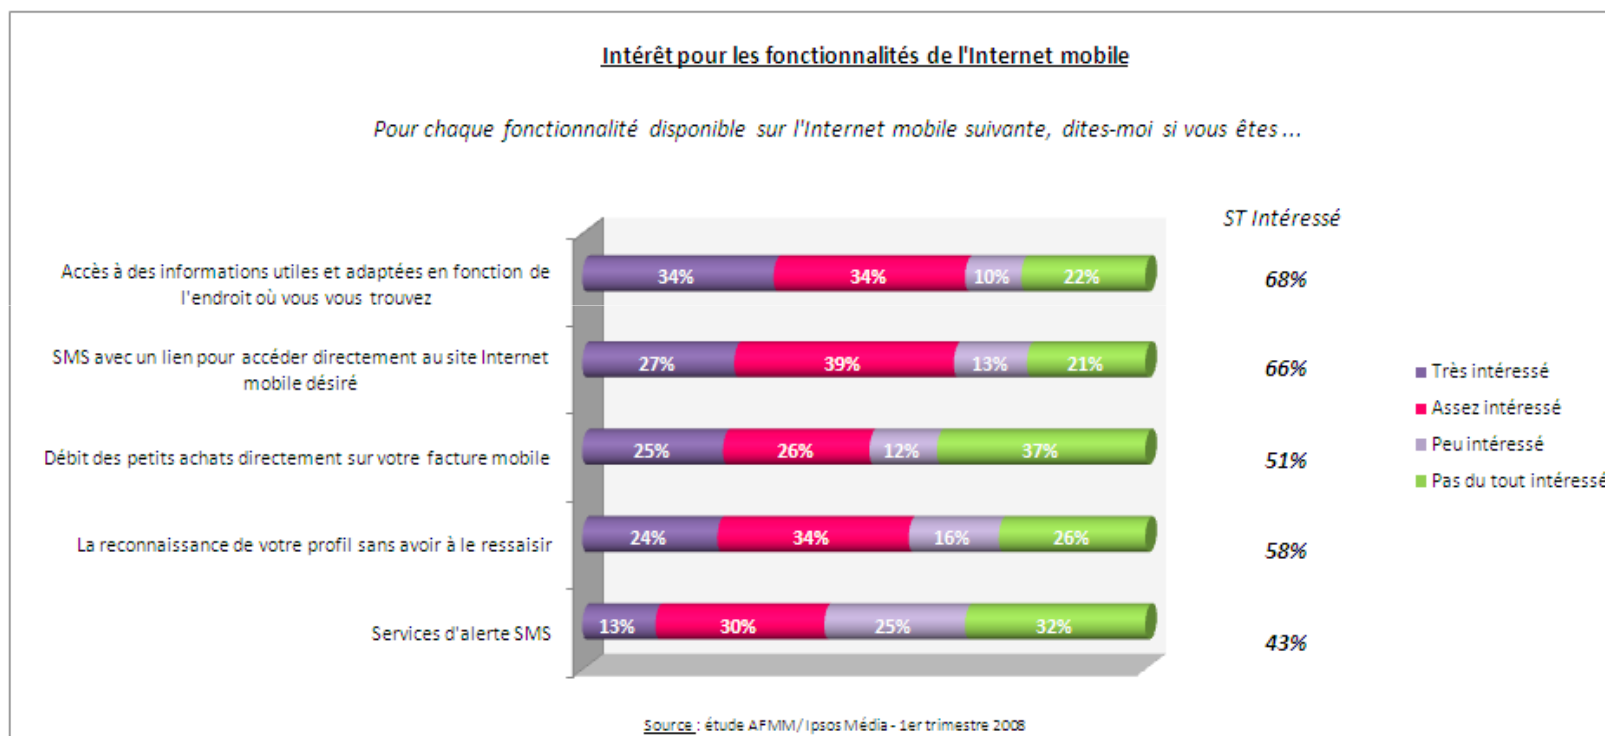 Intérêt pour les fonctionnalités de l'Internet mobile
Pour chaque fonctionnalité disponible sur l'Internet mobile suivante, dites-moi si vous êtes ...
ST Intéressé
Accès à des informations utiles et adaptées en fonction de
l'endroit où vous vous trouvez
34% 34% 10% 22% 68%
SMS avec un lien pour accéder directement au site Internet
mobile désiré
27% 39% 13% 21% 66%
Débit des petits achats directement sur votre facture mobile
25% 26% 12% 37% 51%
La reconnaissance de votre profil sans avoir à le ressaisir
24% 34% 16% 26% 58%
Services d'alerte SMS
13% 30% 25% 32% 43%
Très intéressé
Assez intéressé
Peu intéressé
Pas du tout intéressé
Source : étude AFMM/ Ipsos Média - 1er trimestre 2008